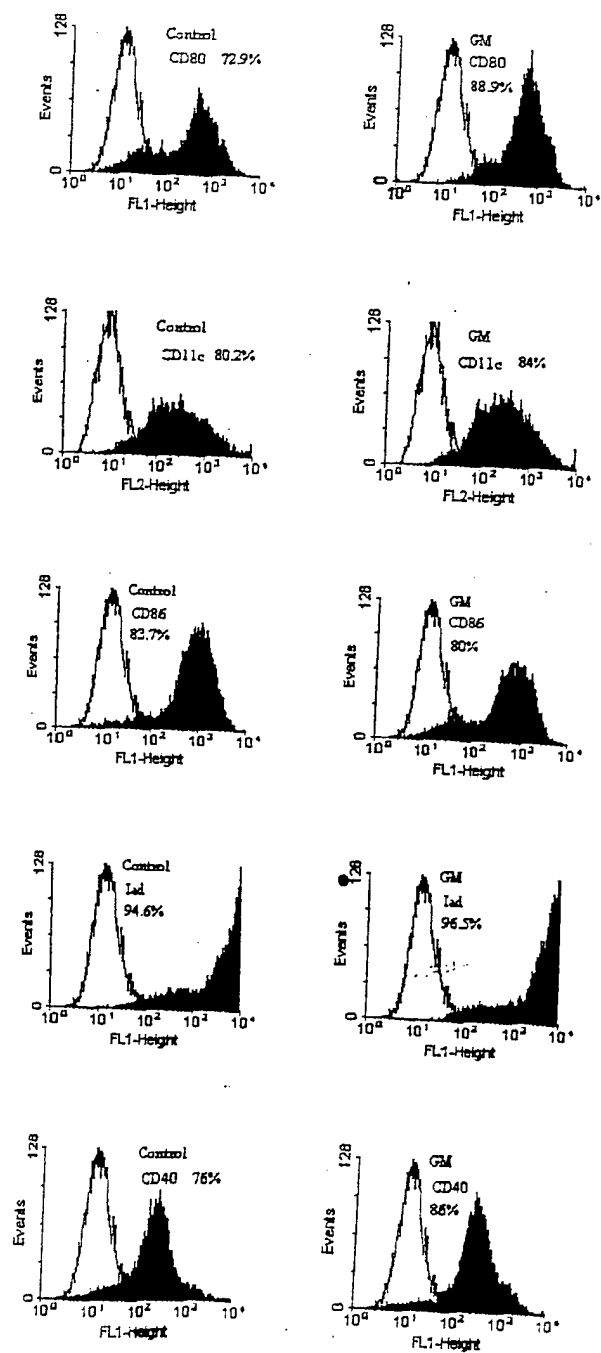 128
Events
0
Control
CD80 72.9%
10⁰ 10¹ 10² 10³ 10⁴
FL1-Height
128
Events
0
GM
CD80
88.9%
10⁰ 10¹ 10² 10³ 10⁴
FL1-Height
128
Events
0
Control
CD11c 80.2%
10⁰ 10¹ 10² 10³ 10⁴
FL2-Height
128
Events
0
GM
CD11c 84%
10⁰ 10¹ 10² 10³ 10⁴
FL2-Height
128
Events
0
Control
CD86
83.7%
10⁰ 10¹ 10² 10³ 10⁴
FL1-Height
128
Events
0
GM
CD86
80%
10⁰ 10¹ 10² 10³ 10⁴
FL1-Height
128
Events
0
Control
Iad
94.6%
10⁰ 10¹ 10² 10³ 10⁴
FL1-Height
128
Events
0
GM
Iad
96.5%
10⁰ 10¹ 10² 10³ 10⁴
FL1-Height
128
Events
0
Control
CD40 76%
10⁰ 10¹ 10² 10³ 10⁴
FL1-Height
128
Events
0
GM
CD40
86%
10⁰ 10¹ 10² 10³ 10⁴
FL1-Height